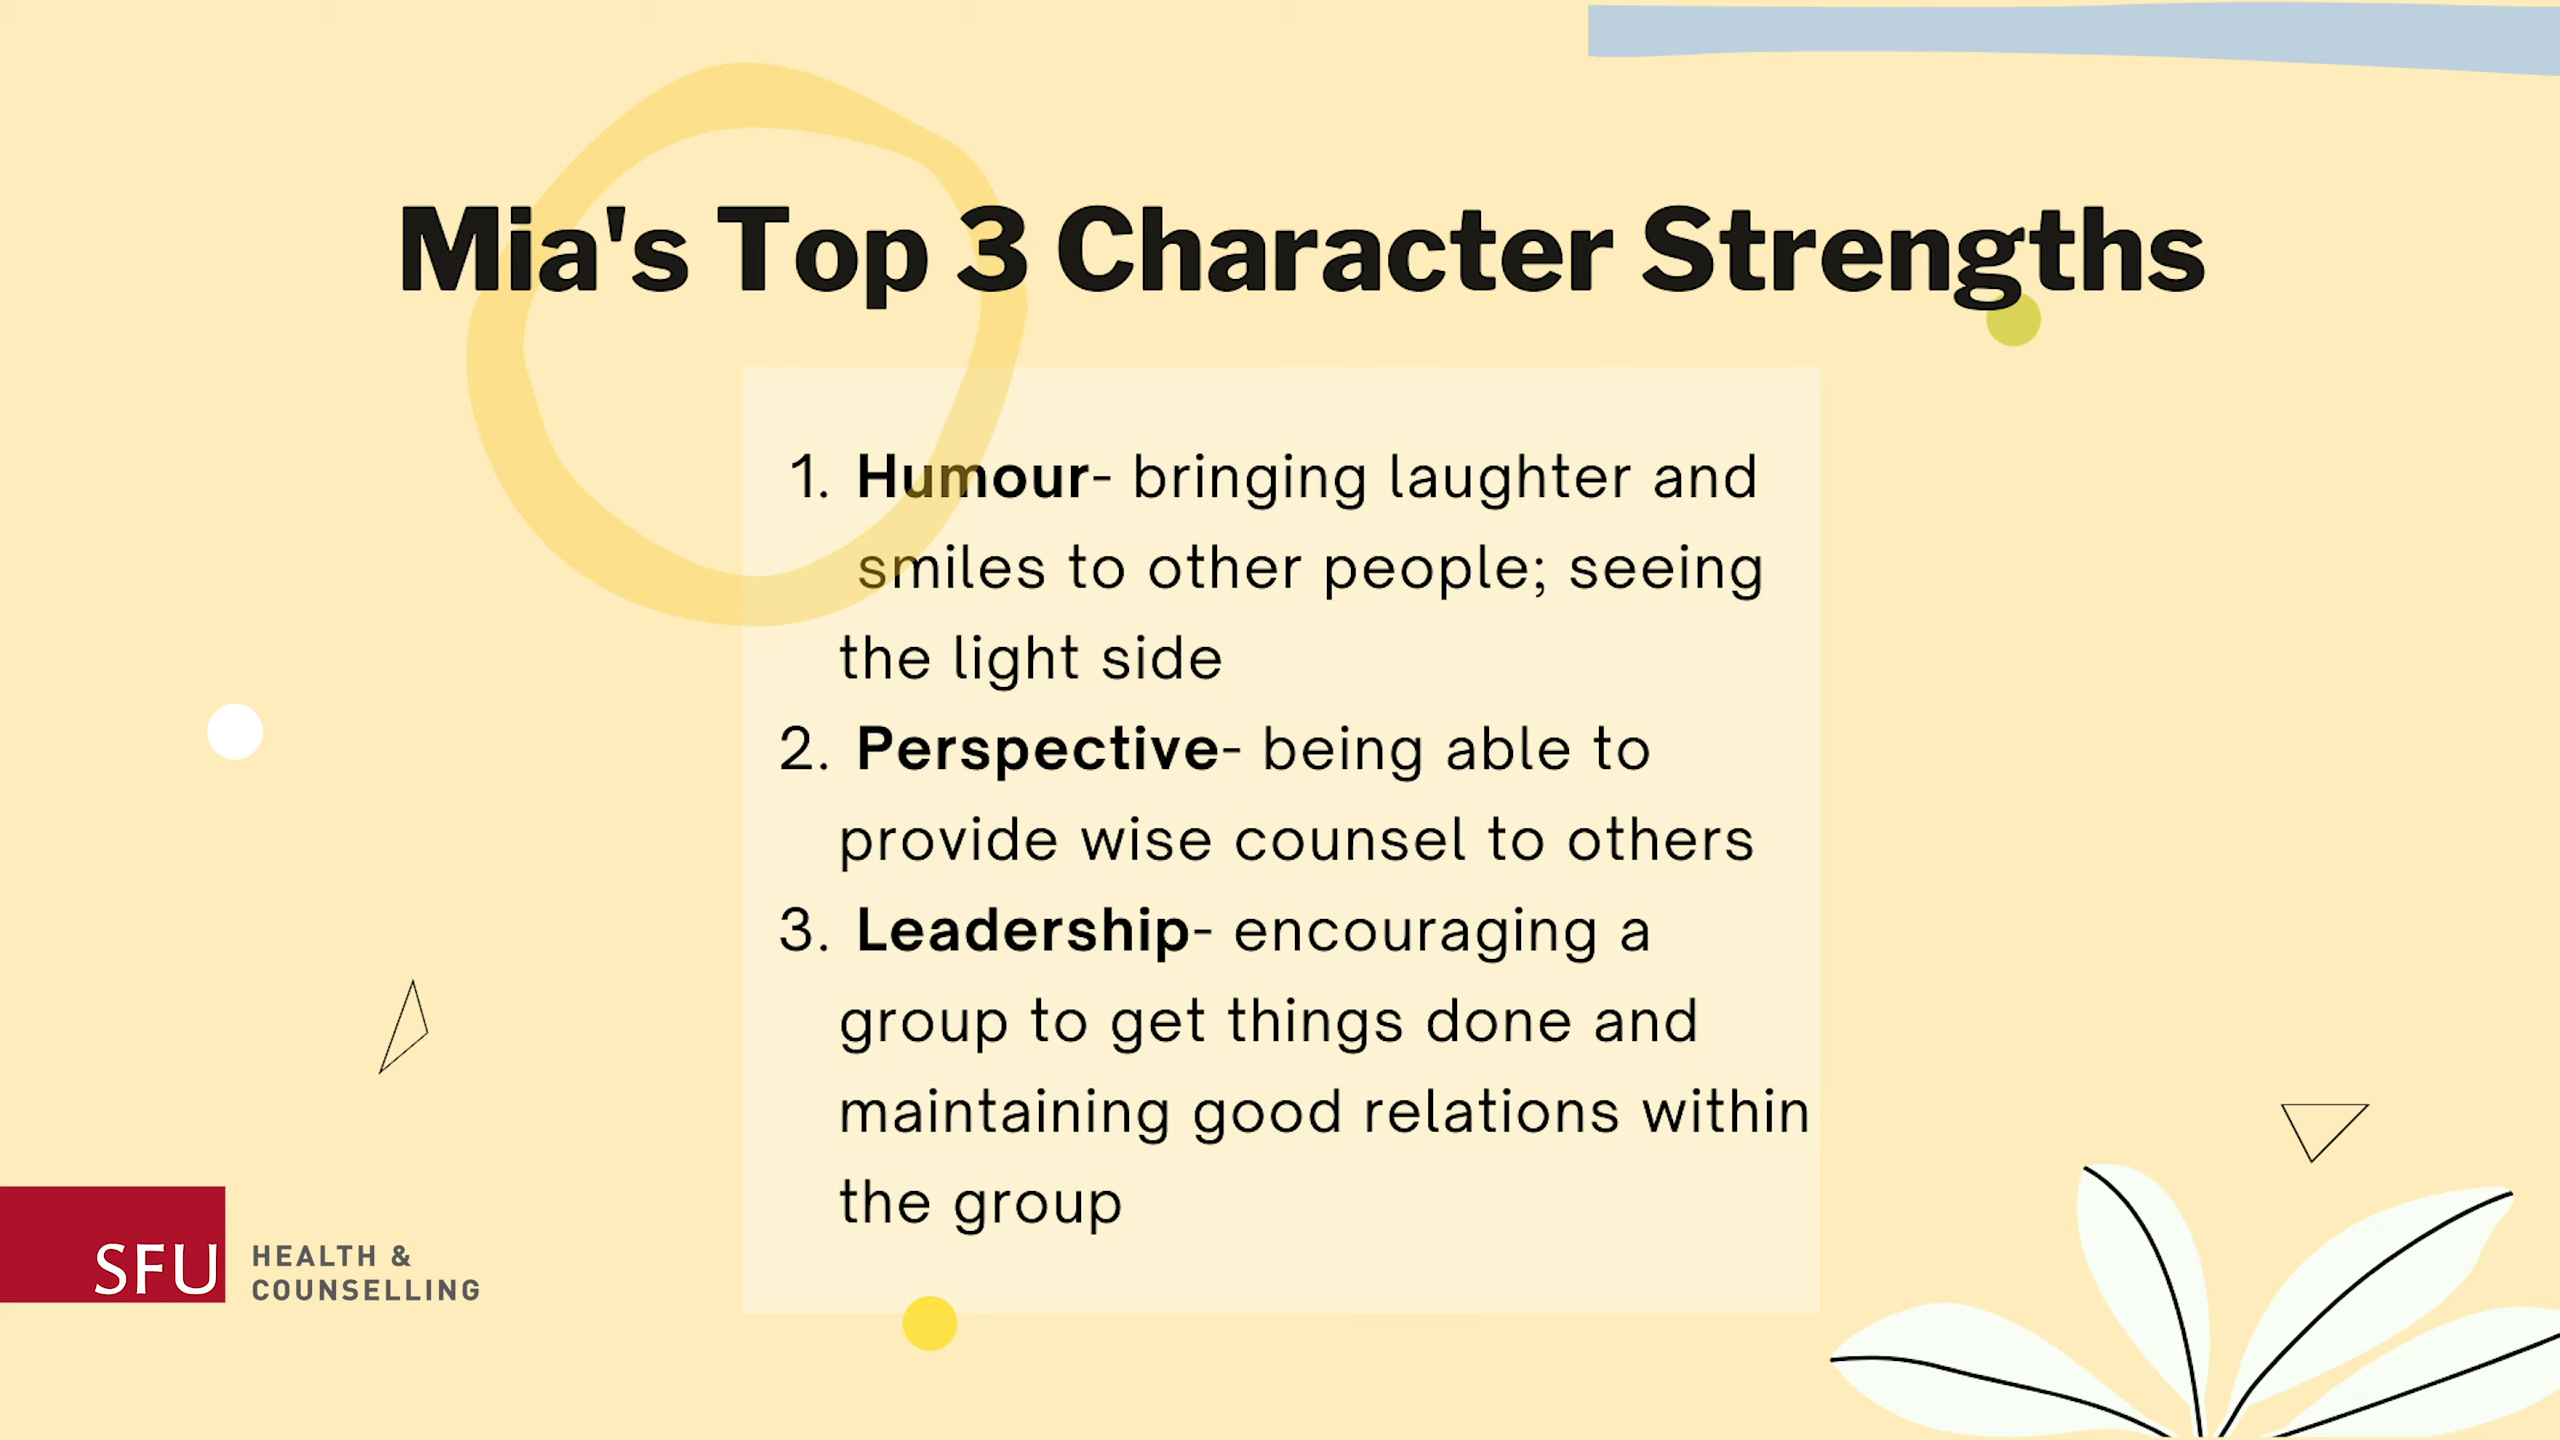 Mia's Top 3 Character Strengths
1. Humour- bringing laughter and
smiles to other people; seeing
the light side
2. Perspective- being able to
provide wise counsel to others
3. Leadership- encouraging a
group to get things done and
maintaining good relations within
the group
SFU
HEALTH &
COUNSELLING